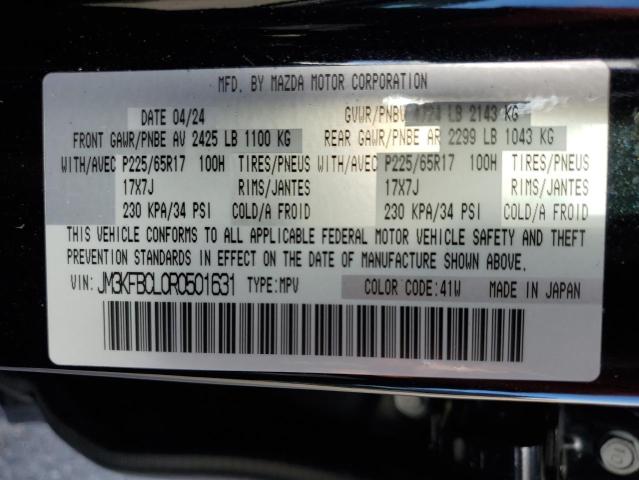 MFD. BY MAZDA MOTOR CORPORATION
DATE 04/24 GVWR/PNBV 4724 LB 2143 KG
FRONT GAWR/PNBE AV 2425 LB 1100 KG REAR GAWR/PNBE AR 2299 LB 1043 KG
WITH/AVEC P225/65R17 100H TIRES/PNEUS WITH/AVEC P225/65R17 100H TIRES/PNEUS
17X7J RIMS/JANTES 17X7J RIMS/JANTES
230 KPA/34 PSI COLD/A FROID 230 KPA/34 PSI COLD/A FROID
THIS VEHICLE CONFORMS TO ALL APPLICABLE FEDERAL MOTOR VEHICLE SAFETY AND THEFT
PREVENTION STANDARDS IN EFFECT ON THE DATE OF MANUFACTURE SHOWN ABOVE.
VIN: JM3KFBCL0R0501631 TYPE:MPV COLOR CODE:41W MADE IN JAPAN